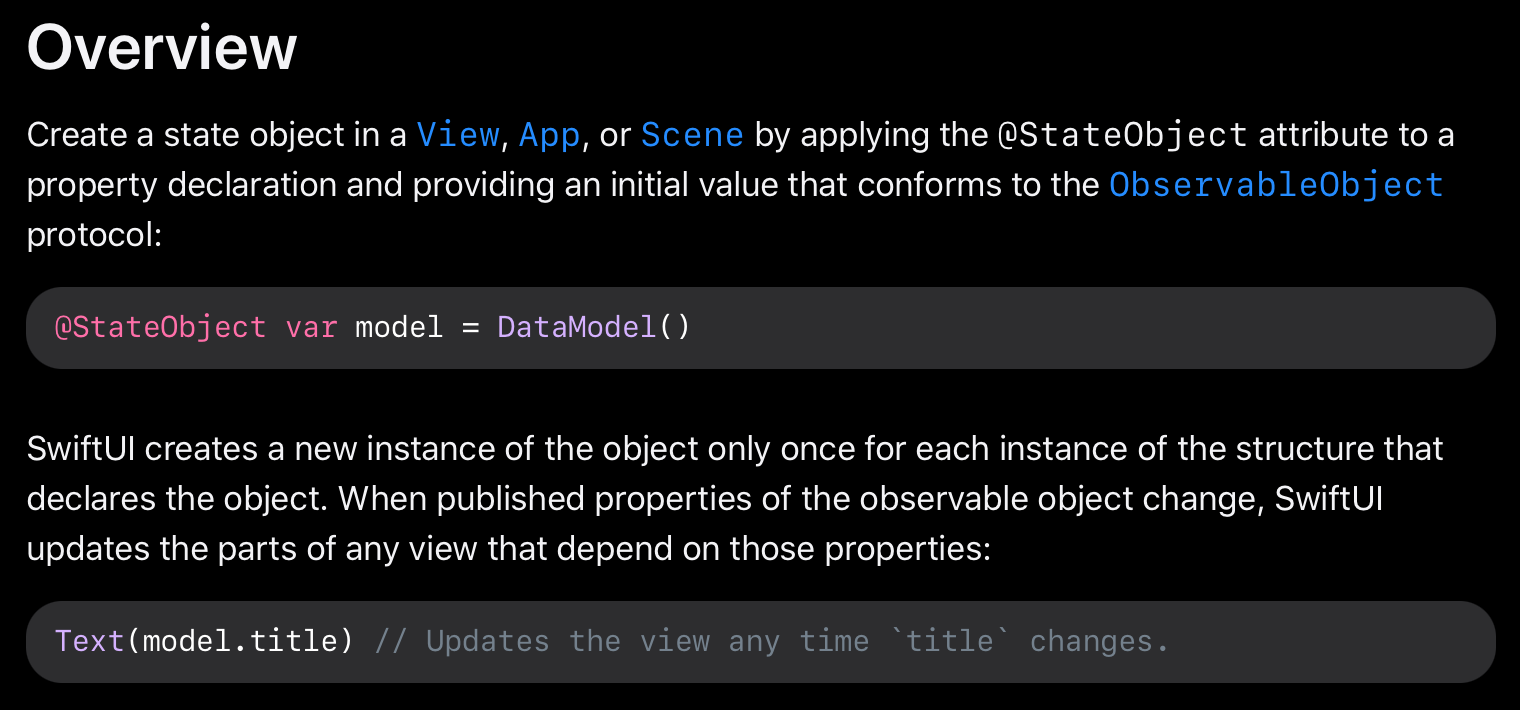 Overview
Create a state object in a View, App, or Scene by applying the @StateObject attribute to a
property declaration and providing an initial value that conforms to the ObservableObject
protocol:
@StateObject var model = DataModel()
SwiftUI creates a new instance of the object only once for each instance of the structure that
declares the object. When published properties of the observable object change, SwiftUI
updates the parts of any view that depend on those properties:
Text(model.title) // Updates the view any time `title` changes.